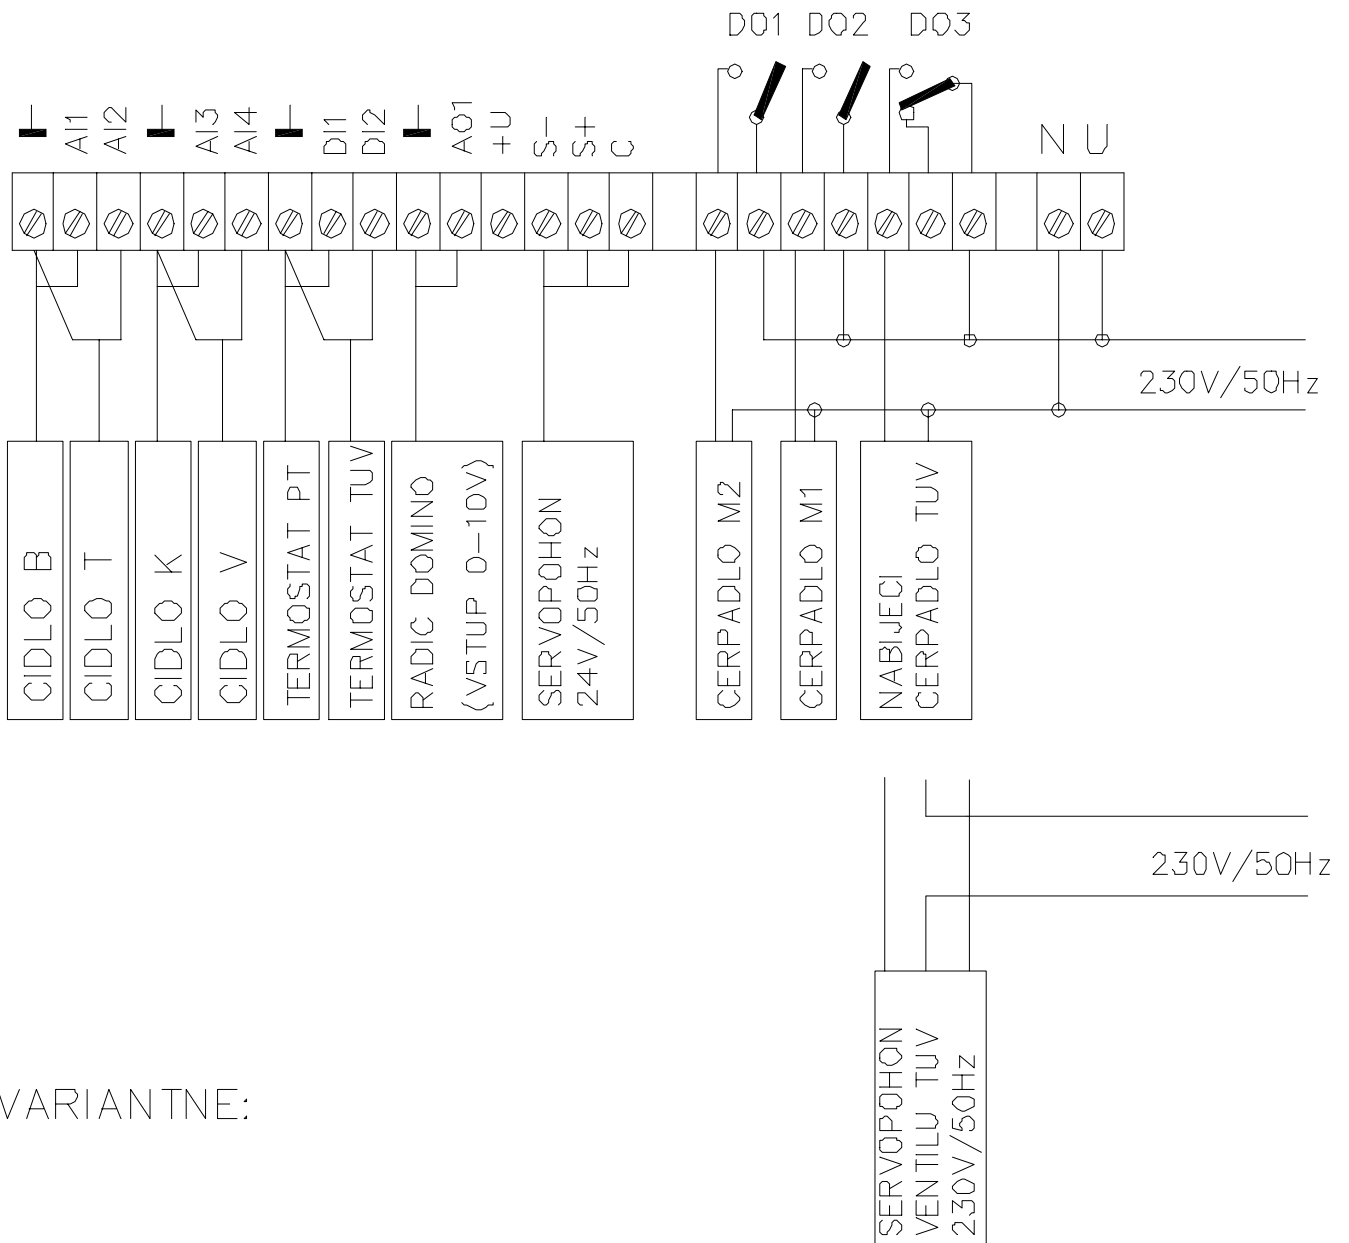 DO1 DO2 DO3
AI1
AI2
AI3
AI4
DI1
DI2
AO1
+U
S-
S+
C
N U
230V/50Hz
CIDLO B
CIDLO T
CIDLO K
CIDLO V
TERMOSTAT PT
TERMOSTAT TUV
RADIC DOMINO
(VSTUP 0-10V)
SERVOPOHON
24V/50Hz
CERPADLO M2
CERPADLO M1
NABIJECI
CERPADLO TUV
230V/50Hz
VARIANTNE:
SERVOPOHON
VENTILU TUV
230V/50Hz